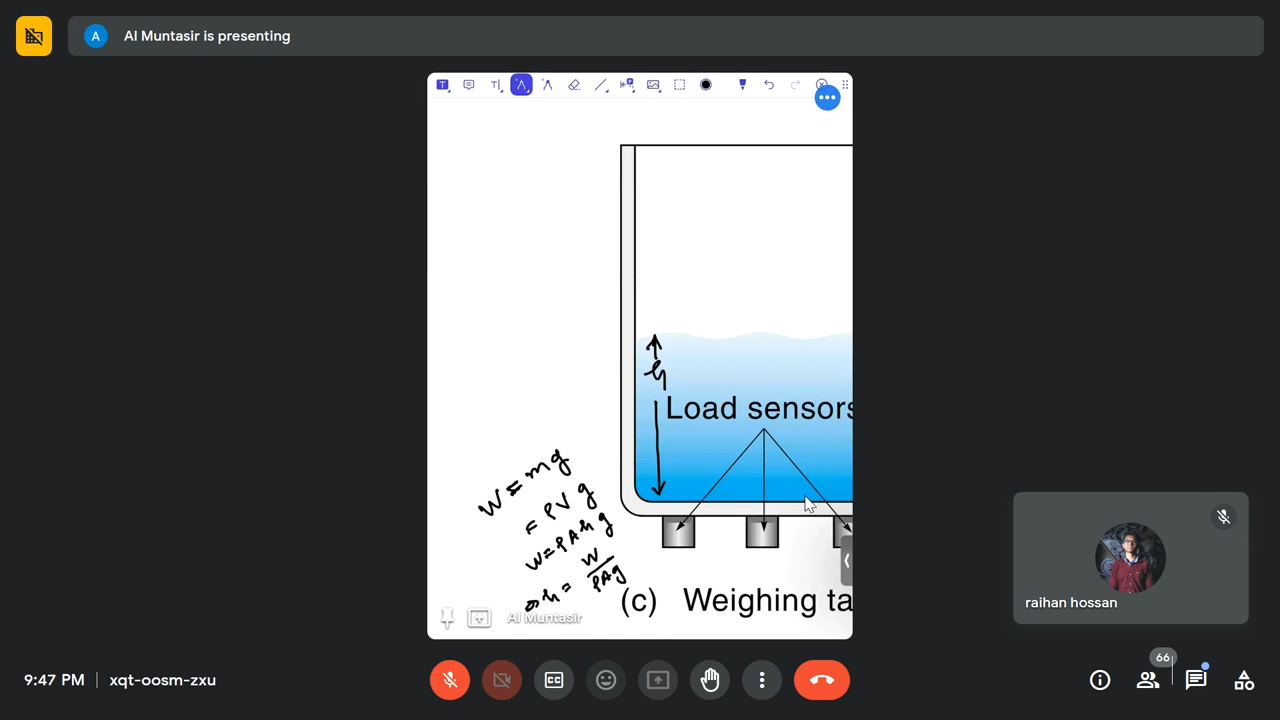 A Al Muntasir is presenting
T T
Load sensors
h
W = mg
= ρVg
W = ρAhg
h = W/ρAg
(c) Weighing ta
Al Muntasir
raihan hossan
9:47 PM | xqt-oosm-zxu
CC
66